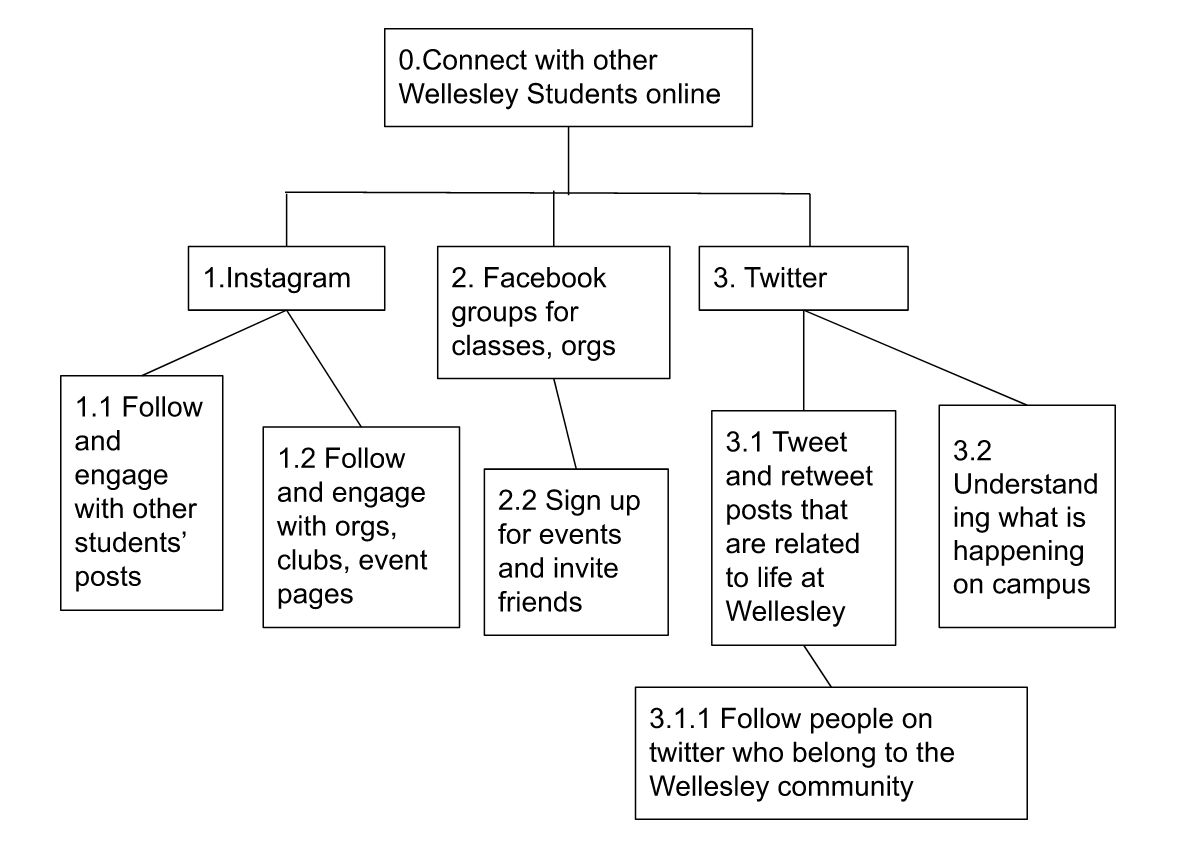 0.Connect with other
Wellesley Students online
1.Instagram
2. Facebook
groups for
classes, orgs
3. Twitter
1.1 Follow
and
engage
with other
students’
posts
1.2 Follow
and engage
with orgs,
clubs, event
pages
2.2 Sign up
for events
and invite
friends
3.1 Tweet
and retweet
posts that
are related
to life at
Wellesley
3.2
Understand
ing what is
happening
on campus
3.1.1 Follow people on
twitter who belong to the
Wellesley community